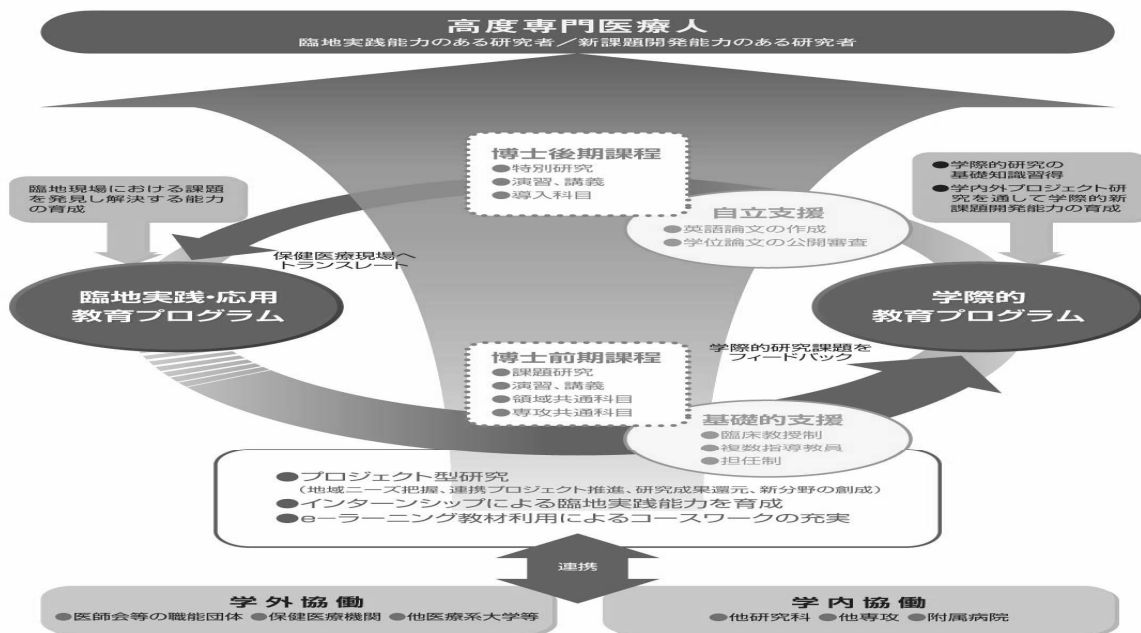 高度専門医療人
臨地実践能力のある研究者/新課題開発能力のある研究者
博士後期課程
●特別研究
●演習、講義
●導入科目
臨地現場における課題
を発見し解決する能力
の育成
●学際的研究の
基礎知識習得
●学内外プロジェクト研
究を通して学際的新
課題開発能力の育成
自立支援
●英語論文の作成
●学位論文の公開審査
保健医療現場へ
トランスレート
臨地実践・応用
教育プログラム
学際的
教育プログラム
学際的研究課題を
フィードバック
博士前期課程
●課題研究
●演習、講義
●領域共通科目
●専攻共通科目
基礎的支援
●臨床教授制
●複数指導教員
●担任制
●プロジェクト型研究
(地域ニーズ把握、連携プロジェクト推進、研究成果還元、新分野の創成)
●インターンシップによる臨地実践能力を育成
●e−ラーニング教材利用によるコースワークの充実
連携
学外協働
●医師会等の職能団体 ●保健医療機関 ●他医療系大学等
学内協働
●他研究科 ●他専攻 ●附属病院